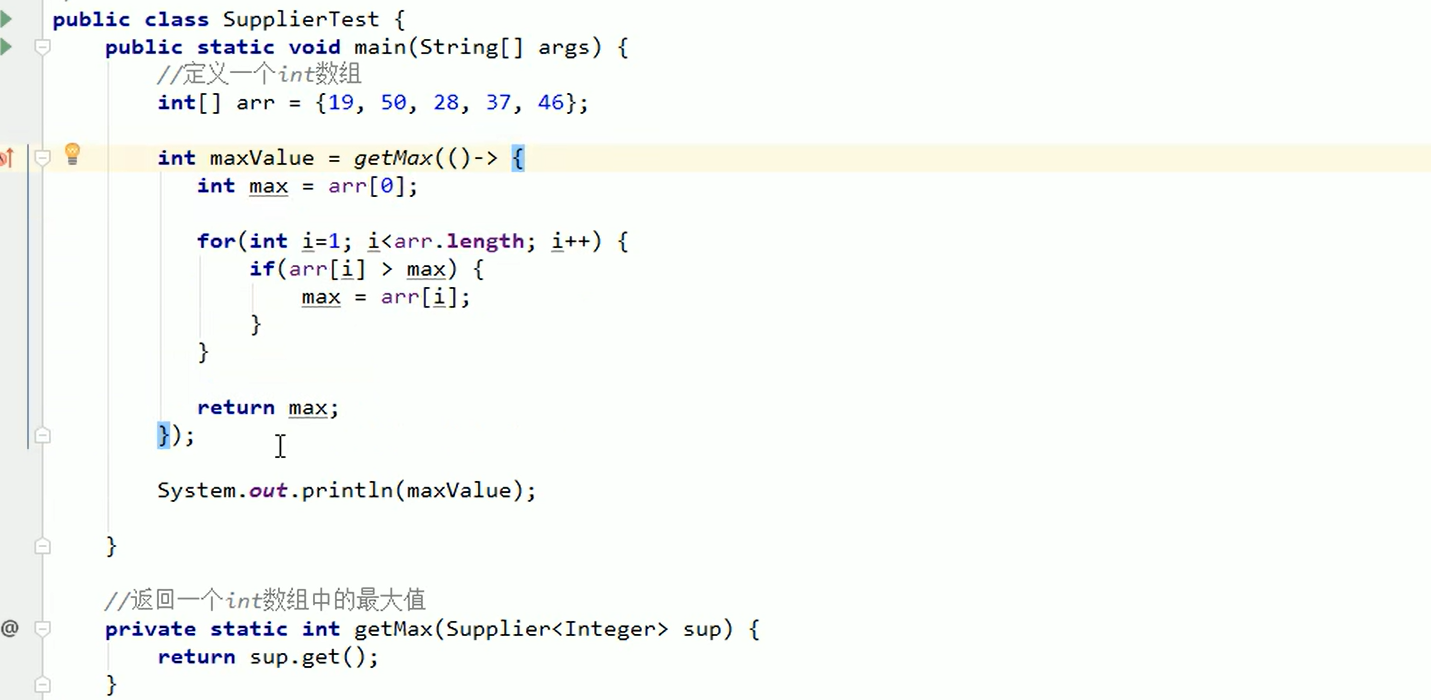 public class SupplierTest {
public static void main(String[] args) {
//定义一个int数组
int[] arr = {19, 50, 28, 37, 46};
int maxValue = getMax(()-> {
int max = arr[0];
for(int i=1; i<arr.length; i++) {
if(arr[i] > max) {
max = arr[i];
}
}
return max;
});
System.out.println(maxValue);
}
//返回一个int数组中的最大值
@ private static int getMax(Supplier<Integer> sup) {
return sup.get();
}